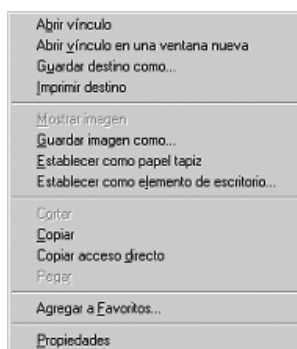 Abrir vínculo
Abrir vínculo en una ventana nueva
Guardar destino como...
Imprimir destino
Mostrar imagen
Guardar imagen como...
Establecer como papel tapiz
Establecer como elemento de escritorio...
Cortar
Copiar
Copiar acceso directo
Pegar
Agregar a Favoritos...
Propiedades